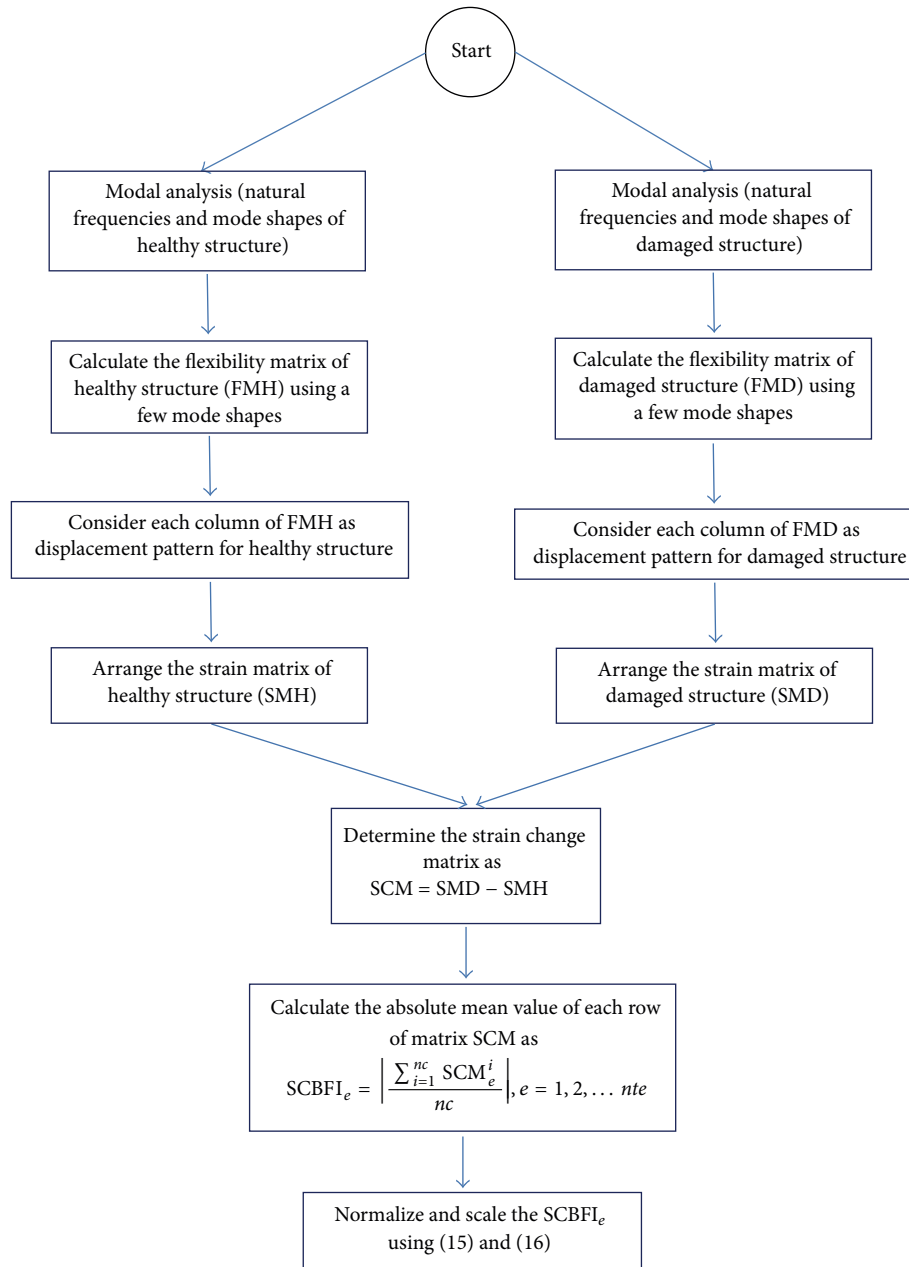 Start
Modal analysis (natural
frequencies and mode shapes of
healthy structure)
Modal analysis (natural
frequencies and mode shapes of
damaged structure)
Calculate the flexibility matrix of
healthy structure (FMH) using a
few mode shapes
Calculate the flexibility matrix of
damaged structure (FMD) using
a few mode shapes
Consider each column of FMH as
displacement pattern for healthy structure
Consider each column of FMD as
displacement pattern for damaged structure
Arrange the strain matrix of
healthy structure (SMH)
Arrange the strain matrix of
damaged structure (SMD)
Determine the strain change
matrix as
SCM = SMD − SMH
Calculate the absolute mean value of each row
of matrix SCM as
SCBFI_e = |∑_{i=1}^{nc} SCM_e^i / nc|, e = 1, 2, … nte
Normalize and scale the SCBFI_e
using (15) and (16)